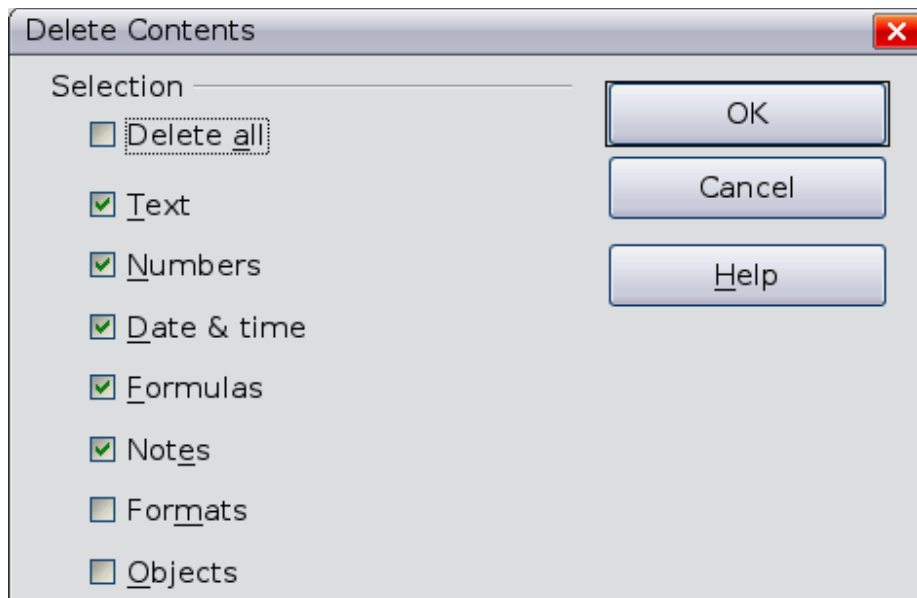 Delete Contents
Selection
Delete all
Text
Numbers
Date & time
Formulas
Notes
Formats
Objects
OK
Cancel
Help